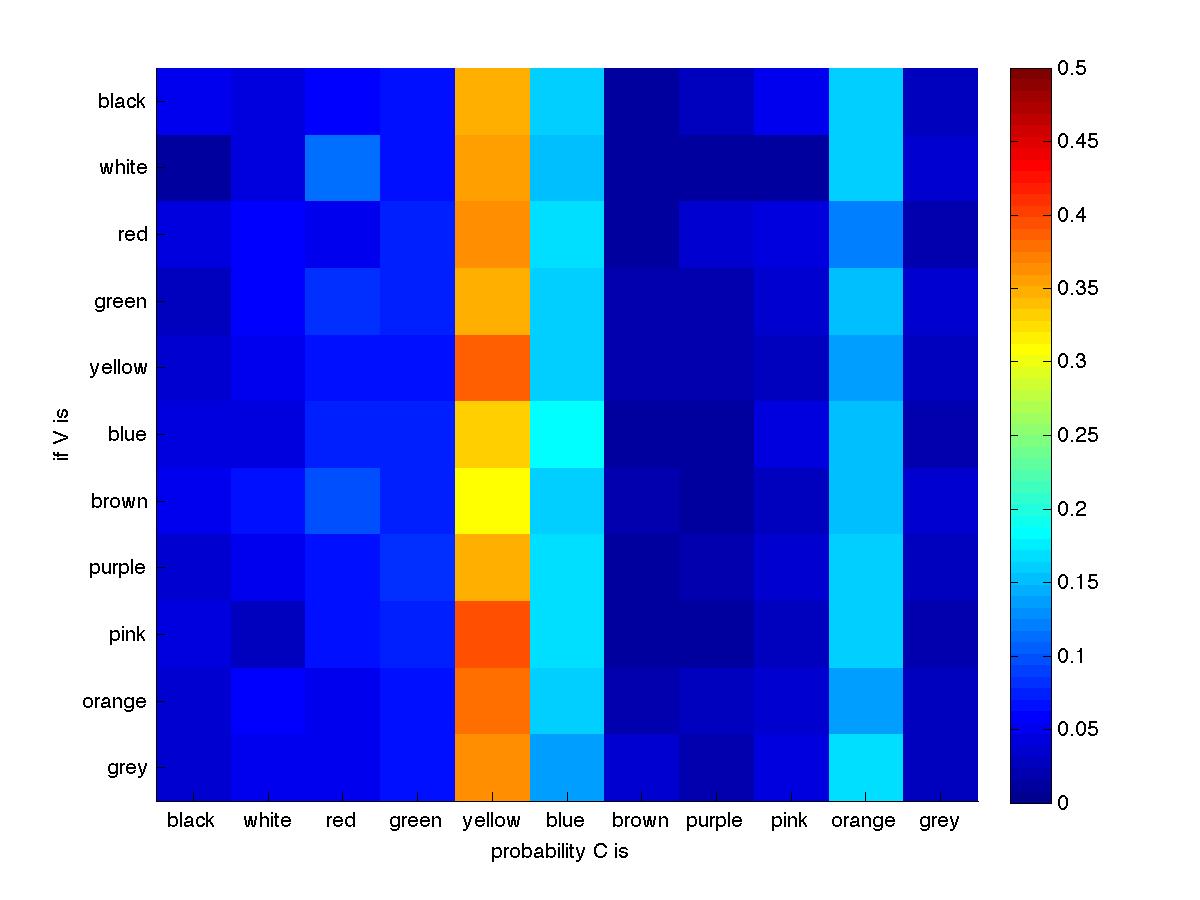 black
white
red
green
yellow
blue
brown
purple
pink
orange
grey
if V is
black white red green yellow blue brown purple pink orange grey
probability C is
0.5
0.45
0.4
0.35
0.3
0.25
0.2
0.15
0.1
0.05
0